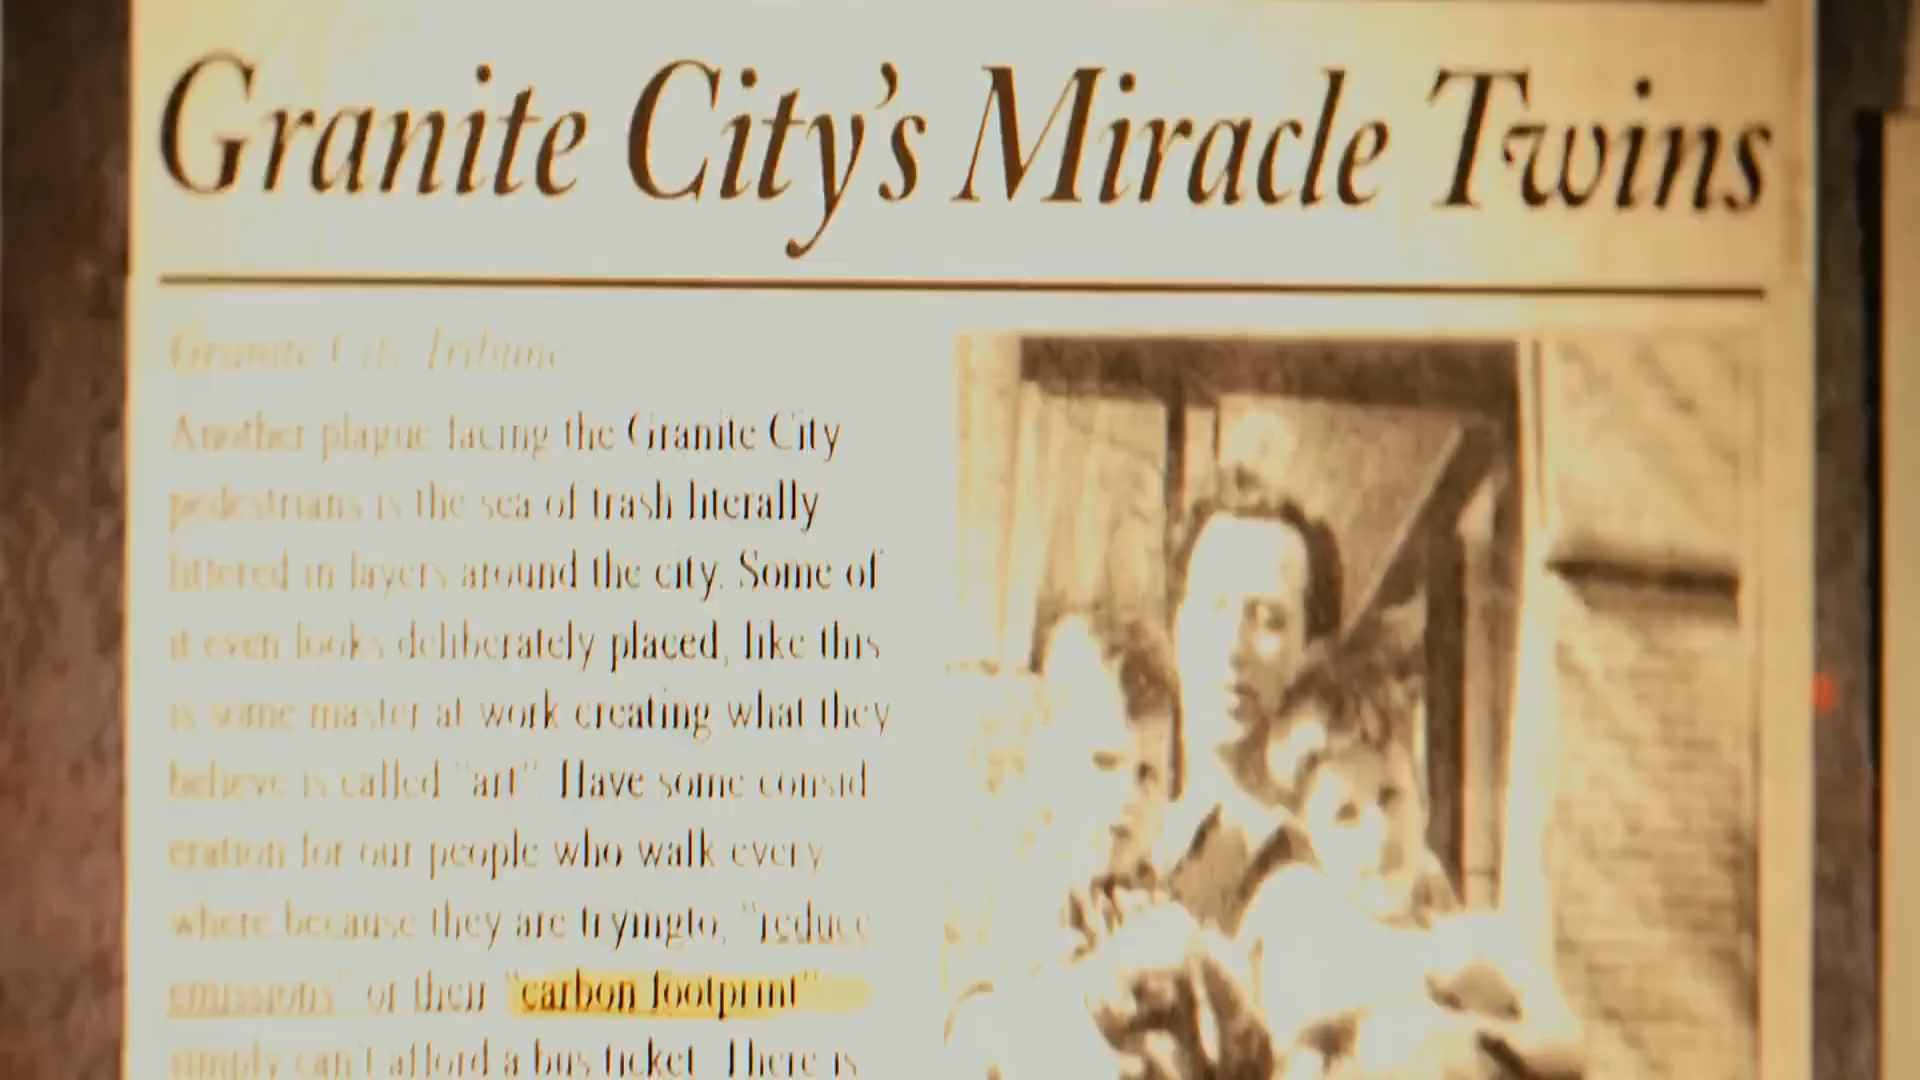 Granite City's Miracle Twins
Granite City Tribune
Another plague facing the Granite City
pedestrians is the sea of trash literally
littered in layers around the city. Some of
it even looks deliberately placed, like this
is some master at work creating what they
believe is called "art". Have some consid
eration for our people who walk every
where because they are tryingto, "reduce
emissions" or their "carbon footprint"
simply can't afford a bus ticket. There is